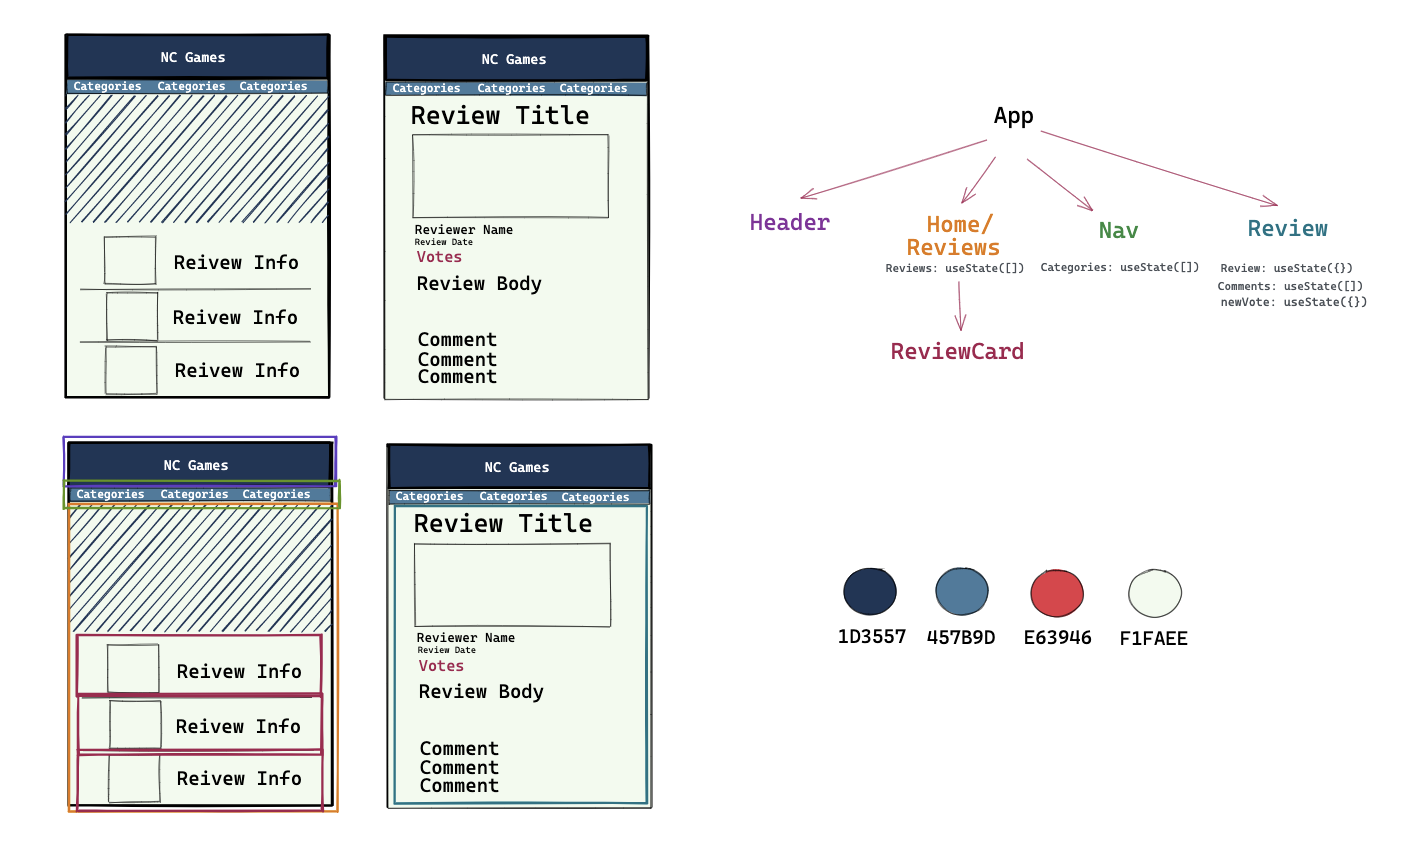 NC Games
Categories Categories Categories
Reivew Info
Reivew Info
Reivew Info
NC Games
Categories Categories Categories
Review Title
Reviewer Name
Review Date
Votes
Review Body
Comment
Comment
Comment
App
Header
Home/
Reviews
Reviews: useState([])
Nav
Categories: useState([])
Review
Review: useState({})
Comments: useState([])
newVote: useState({})
ReviewCard
NC Games
Categories Categories Categories
Reivew Info
Reivew Info
Reivew Info
NC Games
Categories Categories Categories
Review Title
Reviewer Name
Review Date
Votes
Review Body
Comment
Comment
Comment
1D3557 457B9D E63946 F1FAEE